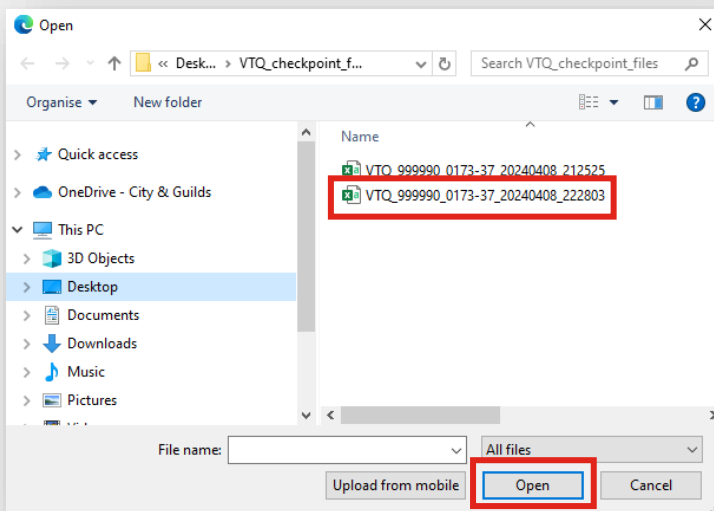 Open
« Desk... › VTQ_checkpoint_f...
Search VTQ_checkpoint_files
Organise
New folder
Name
Quick access
OneDrive - City & Guilds
This PC
3D Objects
Desktop
Documents
Downloads
Music
Pictures
VTQ_999990_0173-37_20240408_212525
VTQ_999990_0173-37_20240408_222803
File name:
All files
Upload from mobile
Open
Cancel